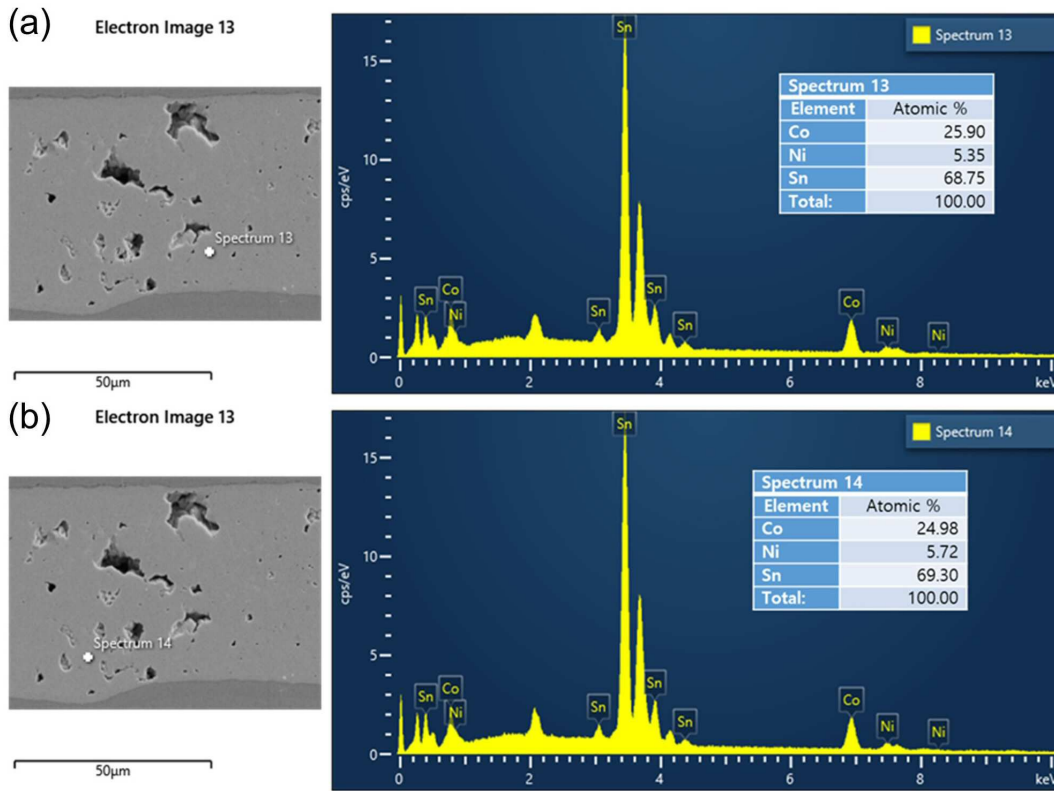 (a)
Electron Image 13
Spectrum 13
50μm
Spectrum 13
cps/eV
15
10
5
0
Sn
Co
Ni
Sn
Sn
Sn
Sn
Co
Ni
Ni
0
2
4
6
8
keV
Spectrum 13
Element Atomic %
Co 25.90
Ni 5.35
Sn 68.75
Total: 100.00
(b)
Electron Image 13
Spectrum 14
50μm
Spectrum 14
cps/eV
15
10
5
0
Sn
Co
Ni
Sn
Sn
Sn
Sn
Co
Ni
Ni
0
2
4
6
8
keV
Spectrum 14
Element Atomic %
Co 24.98
Ni 5.72
Sn 69.30
Total: 100.00